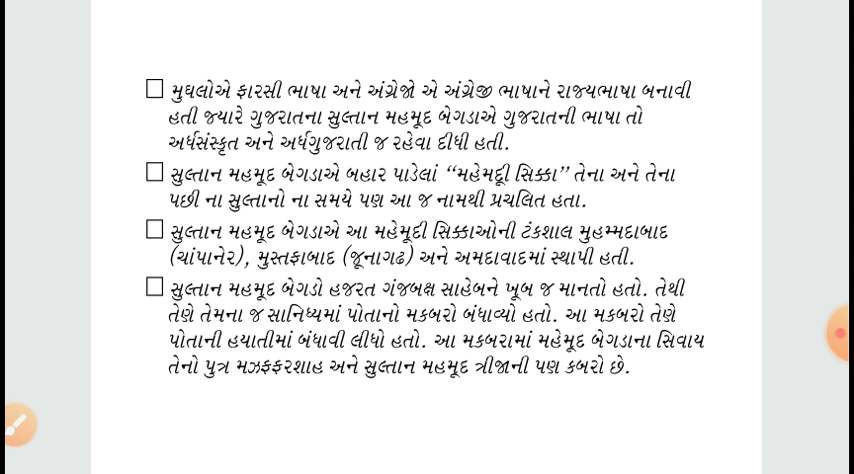 □ મુઘલોએ ફારસી ભાષા અને અંગ્રેજો એ અંગ્રેજી ભાષાને રાજ્યભાષા બનાવી
હતી જ્યારે ગુજરાતના સુલ્તાન મહમૂદ બેગડાએ ગુજરાતની ભાષા તો
અર્ધસંસ્કૃત અને અર્ધગુજરાતી જ રહેવા દીધી હતી.
□ સુલ્તાન મહમૂદ બેગડાએ બહાર પાડેલાં “મહેમદ્દૂી સિક્કા” તેના અને તેના
પછી ના સુલ્તાનો ના સમયે પણ આ જ નામથી પ્રચલિત હતા.
□ સુલ્તાન મહમૂદ બેગડાએ આ મહેમૂદી સિક્કાઓની ટંકશાલ મુહમ્મદાબાદ
(ચાંપાનેર), મુસ્તફાબાદ (જૂનાગઢ) અને અમદાવાદમાં સ્થાપી હતી.
□ સુલ્તાન મહમૂદ બેગડો હજરત ગંજબક્ષ સાહેબને ખૂબ જ માનતો હતો. તેથી
તેણે તેમના જ સાનિધ્યમાં પોતાનો મકબરો બંધાવ્યો હતો. આ મકબરો તેણે
પોતાની હયાતીમાં બંધાવી લીધો હતો. આ મકબરામાં મહેમૂદ બેગડાના સિવાય
તેનો પુત્ર મઝફફરશાહ અને સુલ્તાન મહમૂદ ત્રીજાની પણ કબરો છે.